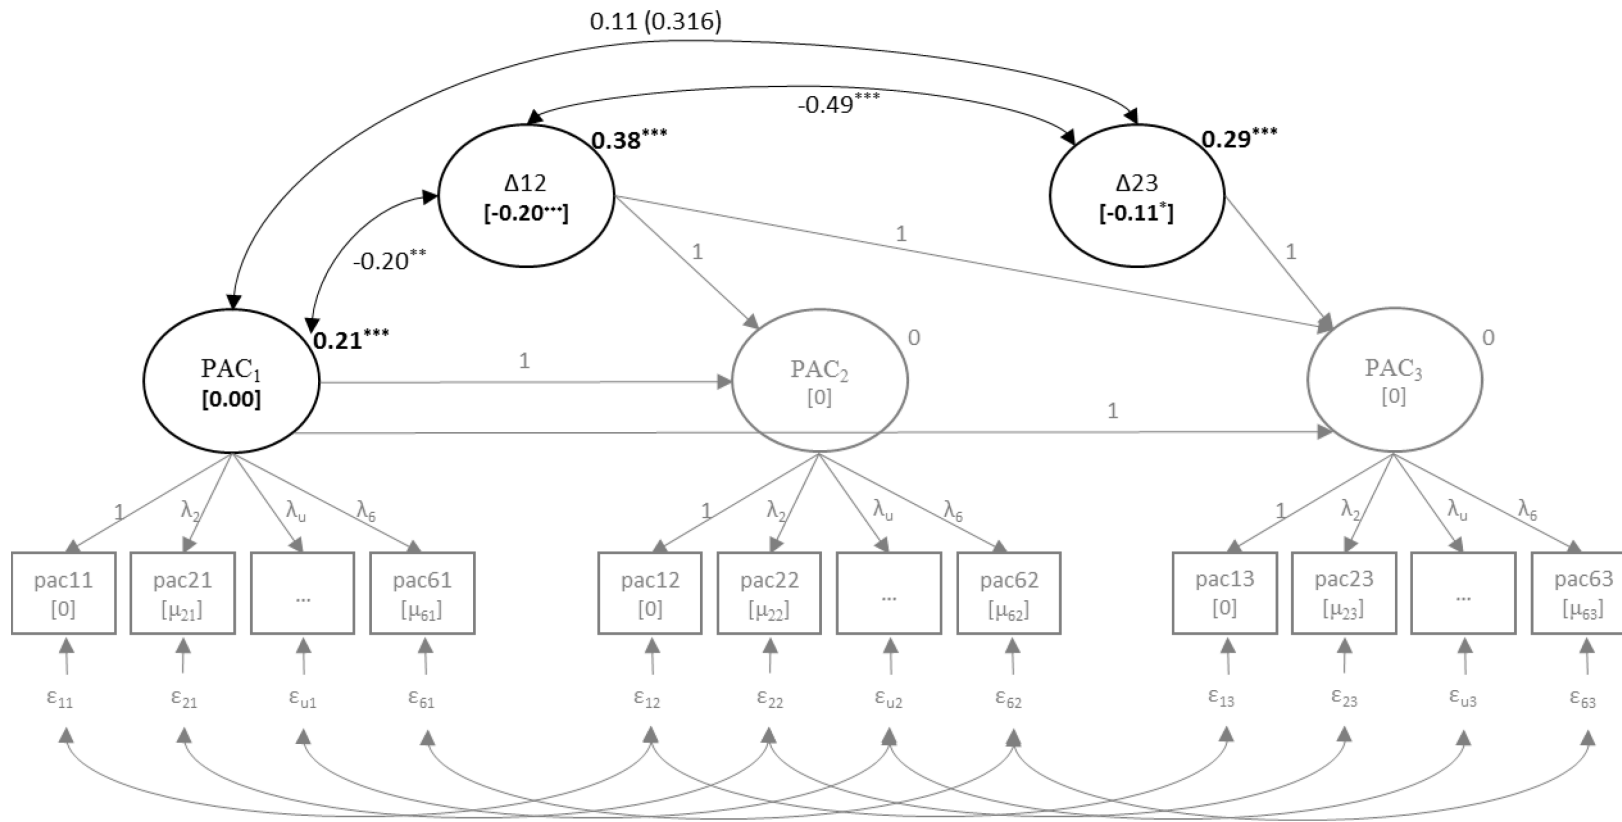 0.11 (0.316)
-0.49***
0.38***
0.29***
Δ12
[-0.20***]
Δ23
[-0.11*]
1
1
1
-0.20**
0.21***
0
0
PAC₁
[0.00]
1
PAC₂
[0]
PAC₃
[0]
1
1 λ₂ λᵤ λ₆
1 λ₂ λᵤ λ₆
1 λ₂ λᵤ λ₆
pac11
[0]
pac21
[μ₂₁]
...
pac61
[μ₆₁]
pac12
[0]
pac22
[μ₂₂]
...
pac62
[μ₆₂]
pac13
[0]
pac23
[μ₂₃]
...
pac63
[μ₆₃]
ε₁₁ ε₂₁ εᵤ₁ ε₆₁ ε₁₂ ε₂₂ εᵤ₂ ε₆₂ ε₁₃ ε₂₃ εᵤ₃ ε₆₃